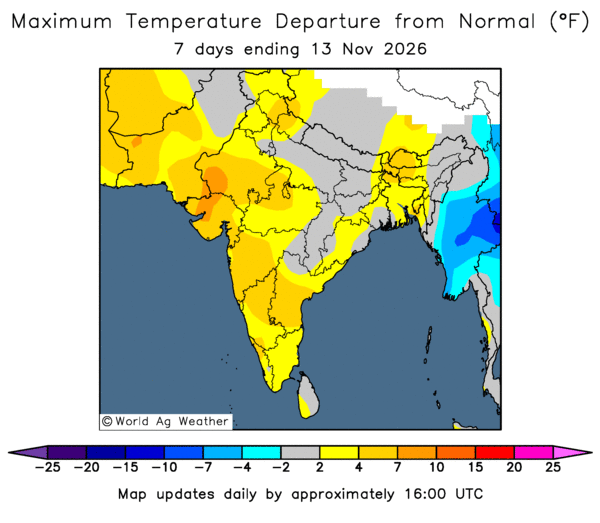 Maximum Temperature Departure from Normal (°F)
7 days ending 13 Nov 2026
©World Ag Weather
-25 -20 -15 -10 -7 -4 -2 2 4 7 10 15 20 25
Map updates daily by approximately 16:00 UTC